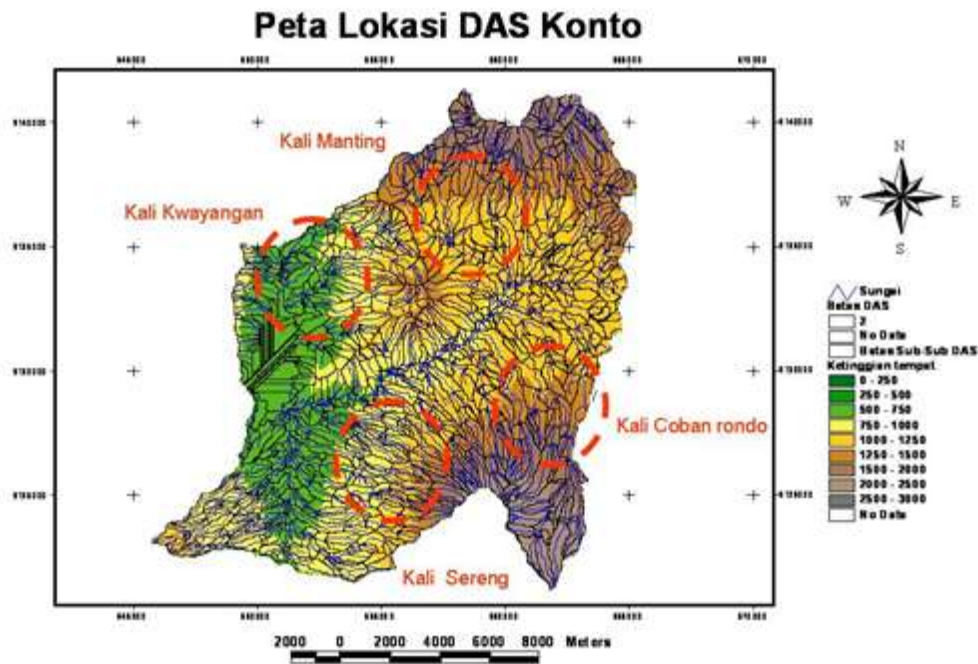 Peta Lokasi DAS Konto
Kali Manting
Kali Kwayangan
Kali Coban rondo
Kali Sereng
N
W E
S
Sungai
Batas DAS
2
No Data
Batas Sub-Sub DAS
Ketinggian tempat
0 - 250
250 - 500
500 - 750
750 - 1000
1000 - 1250
1250 - 1500
1500 - 2000
2000 - 2500
2500 - 3000
No Data
2000 0 2000 4000 6000 8000 Meters